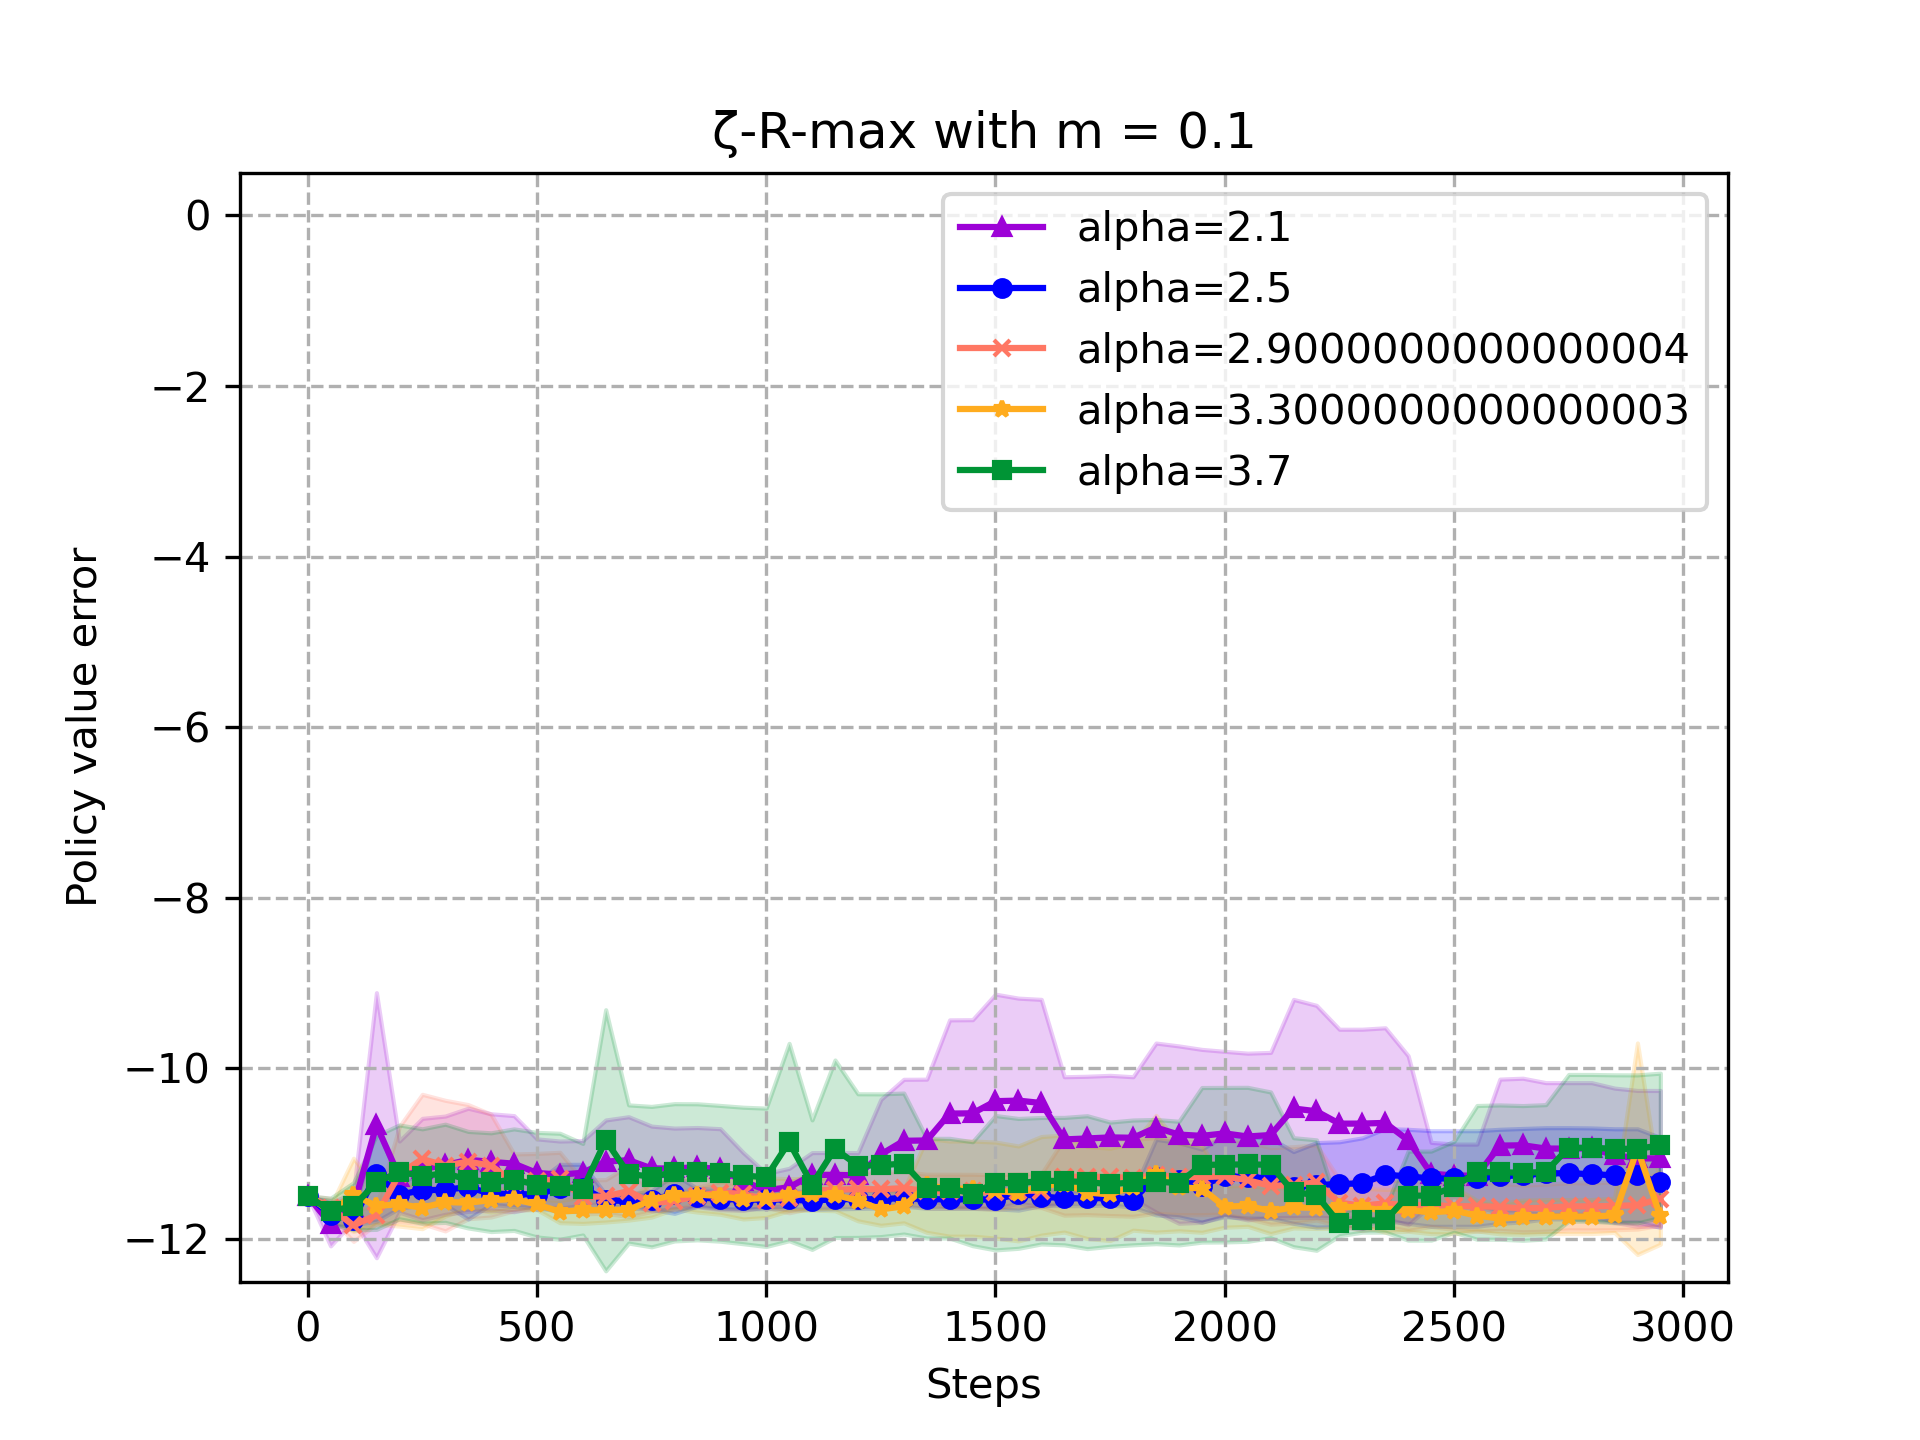 ζ-R-max with m = 0.1
0
−2
−4
−6
−8
−10
−12
Policy value error
alpha=2.1
alpha=2.5
alpha=2.9000000000000004
alpha=3.3000000000000003
alpha=3.7
0 500 1000 1500 2000 2500 3000
Steps